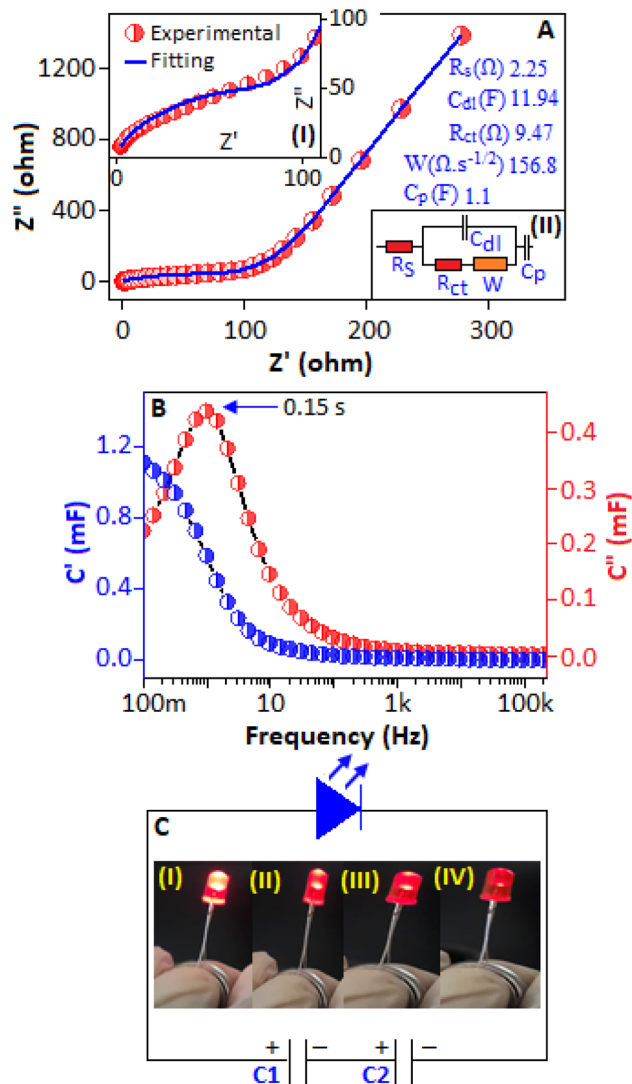 A
Experimental
Fitting
100
50
0
Z"
Z'
(I)
0
100
Rs(Ω) 2.25
Cdl(F) 11.94
Rct(Ω) 9.47
W(Ω.s-1/2) 156.8
Cp(F) 1.1
(II)
Cdl
Rs
Rct
W
Cp
1200
800
400
0
Z" (ohm)
0
100
200
300
Z' (ohm)
B
0.15 s
1.2
0.8
0.4
0.0
C' (mF)
0.4
0.3
0.2
0.1
0.0
C" (mF)
100m
10
1k
100k
Frequency (Hz)
C
(I)
(II)
(III)
(IV)
+
−
+
−
C1
C2